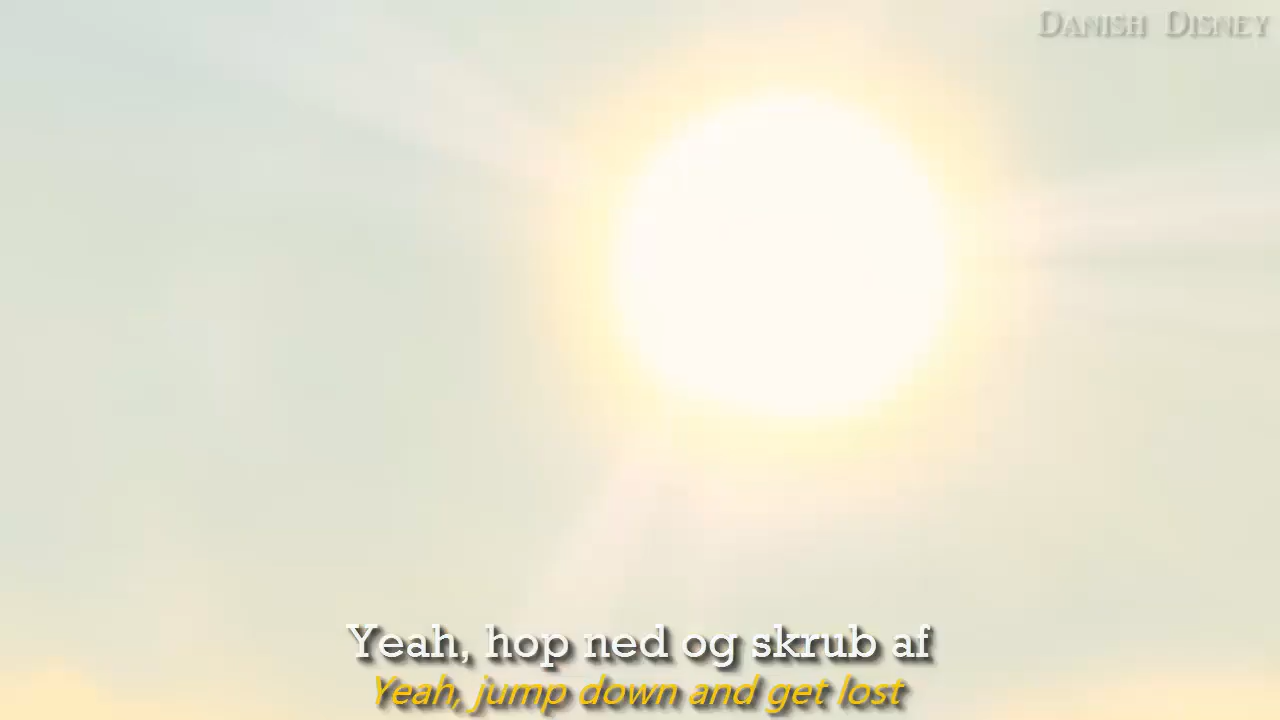 Danish Disney
Yeah, hop ned og skrub af
Yeah, jump down and get lost